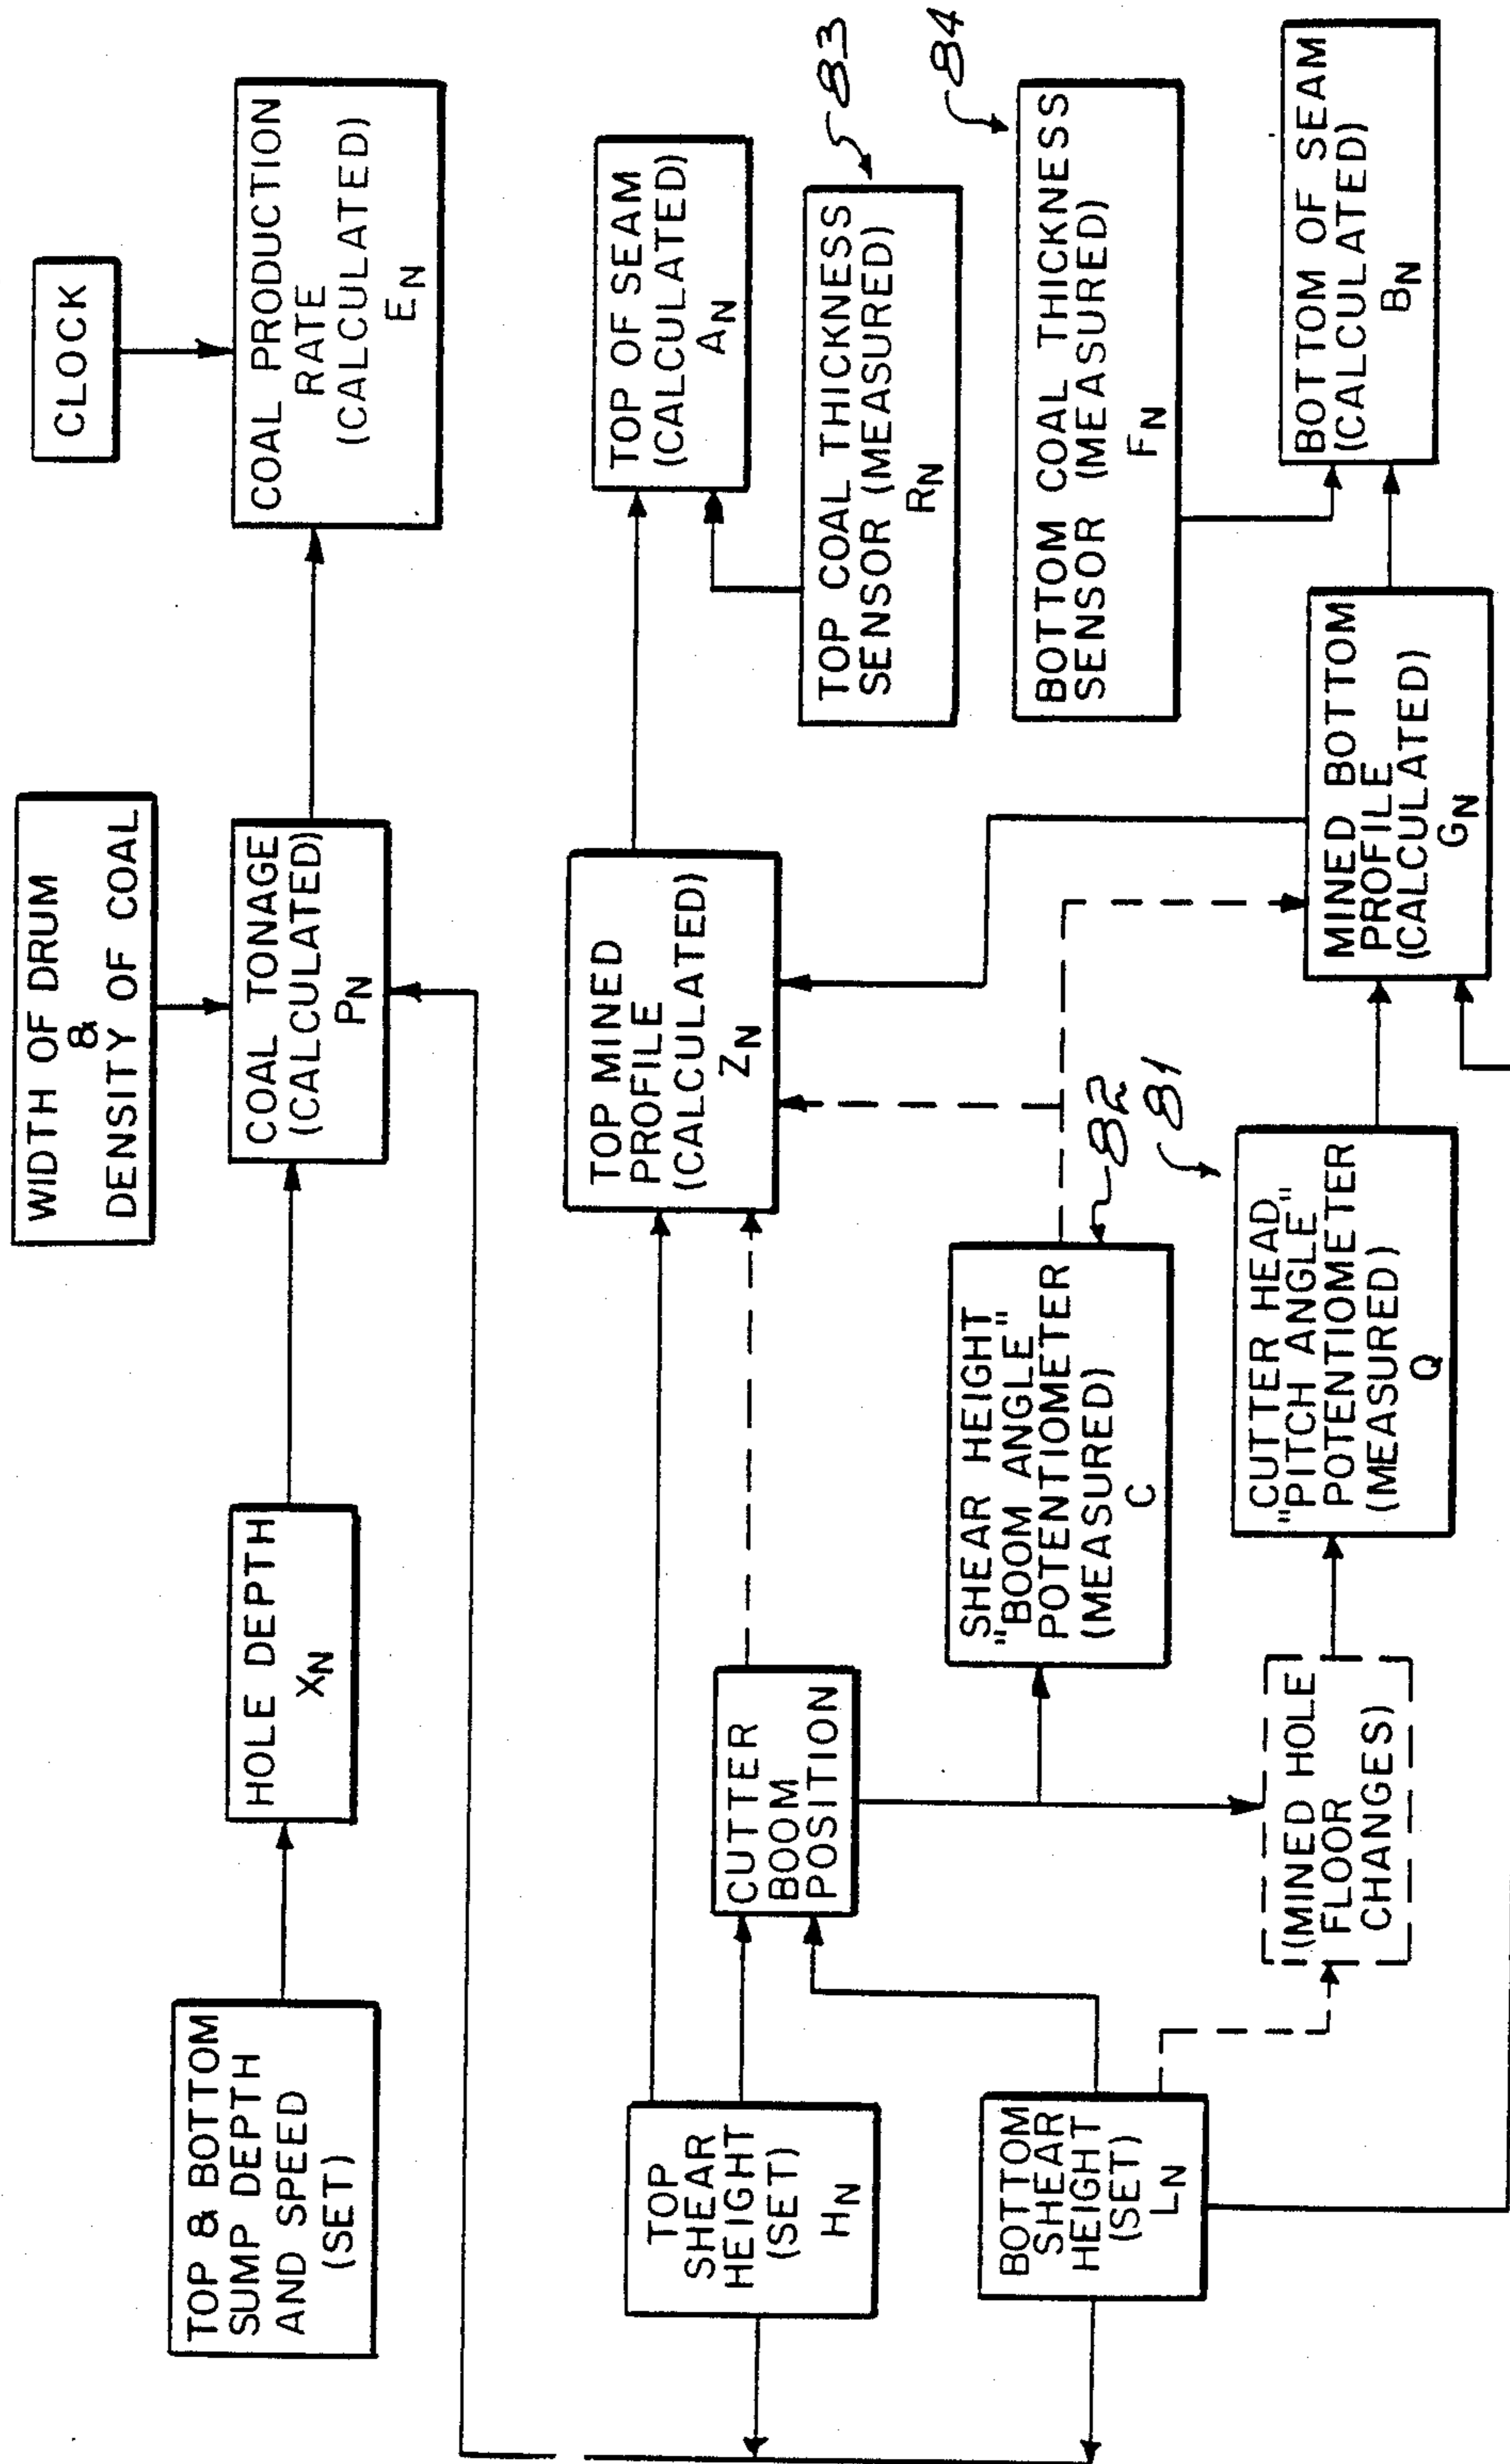 CLOCK
WIDTH OF DRUM
&
DENSITY OF COAL
TOP & BOTTOM
SUMP DEPTH
AND SPEED
(SET)
HOLE DEPTH
XN
COAL TONAGE
(CALCULATED)
PN
COAL PRODUCTION
RATE
(CALCULATED)
EN
TOP
SHEAR
HEIGHT
(SET)
HN
CUTTER
BOOM
POSITION
TOP MINED
PROFILE
(CALCULATED)
ZN
TOP OF SEAM
(CALCULATED)
AN
TOP COAL THICKNESS
SENSOR (MEASURED)
RN
83
BOTTOM
SHEAR
HEIGHT
(SET)
LN
SHEAR HEIGHT
"BOOM ANGLE"
POTENTIOMETER
(MEASURED)
C
82
BOTTOM COAL THICKNESS
SENSOR (MEASURED)
FN
84
(MINED HOLE
FLOOR
CHANGES)
CUTTER HEAD
"PITCH ANGLE"
POTENTIOMETER
(MEASURED)
Q
81
MINED BOTTOM
PROFILE
(CALCULATED)
GN
BOTTOM OF SEAM
(CALCULATED)
BN